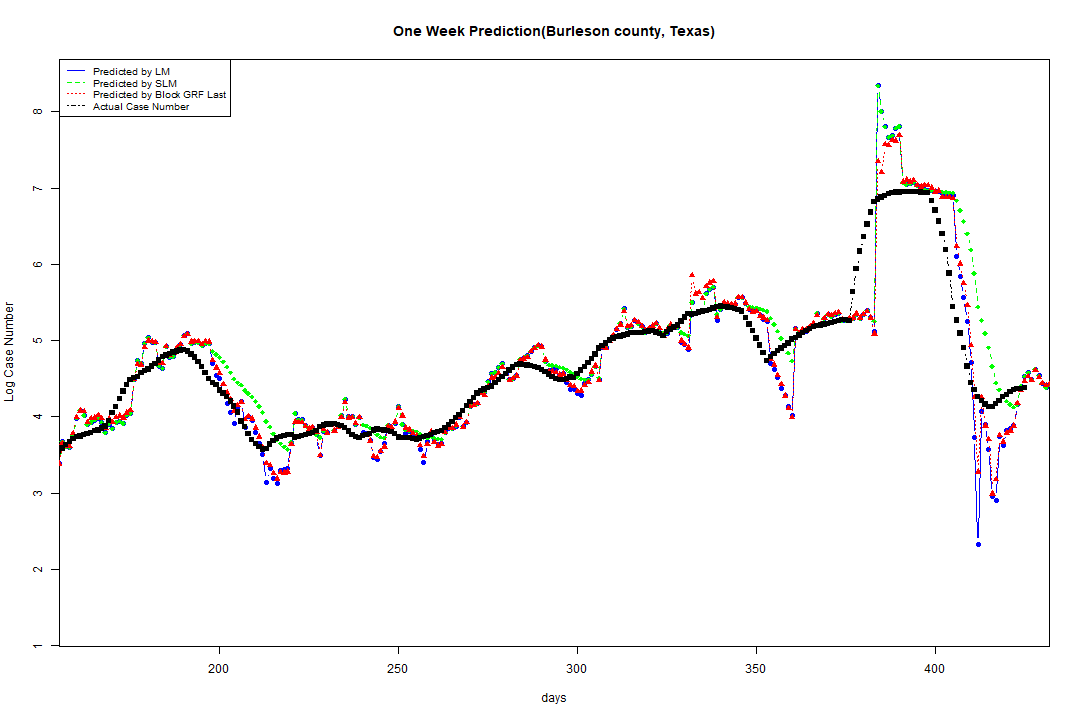 One Week Prediction(Burleson county, Texas)
Predicted by LM
Predicted by SLM
Predicted by Block GRF Last
Actual Case Number
8
7
6
5
4
3
2
1
Log Case Number
200 250 300 350 400
days